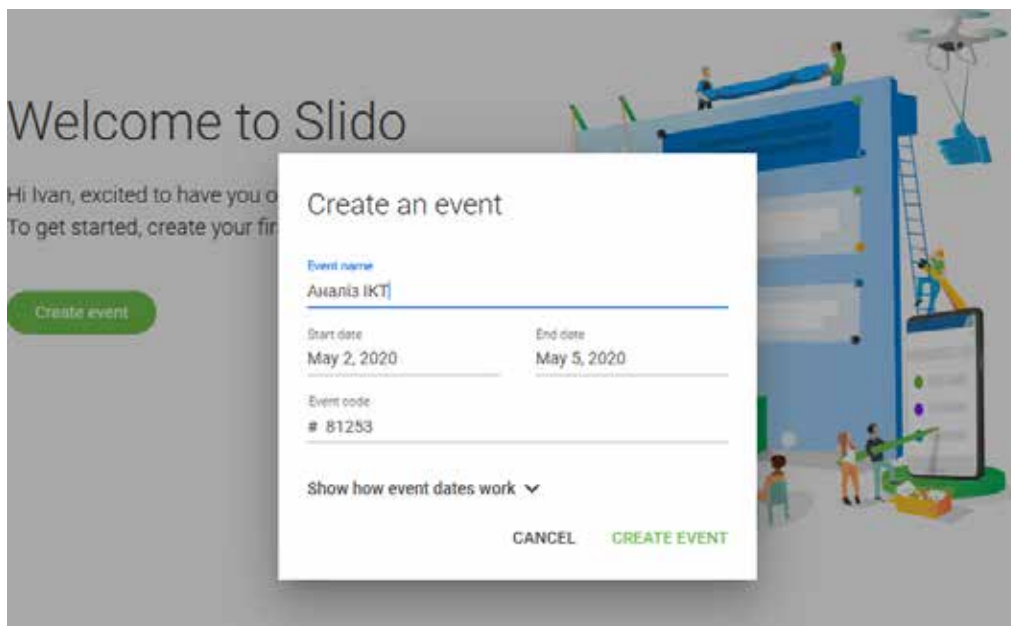 Welcome to Slido
Hi Ivan, excited to have you o
To get started, create your fir
Create event
Create an event
Event name
Аналіз ІКТ
Start date
End date
May 2, 2020
May 5, 2020
Event code
# 81253
Show how event dates work
CANCEL
CREATE EVENT